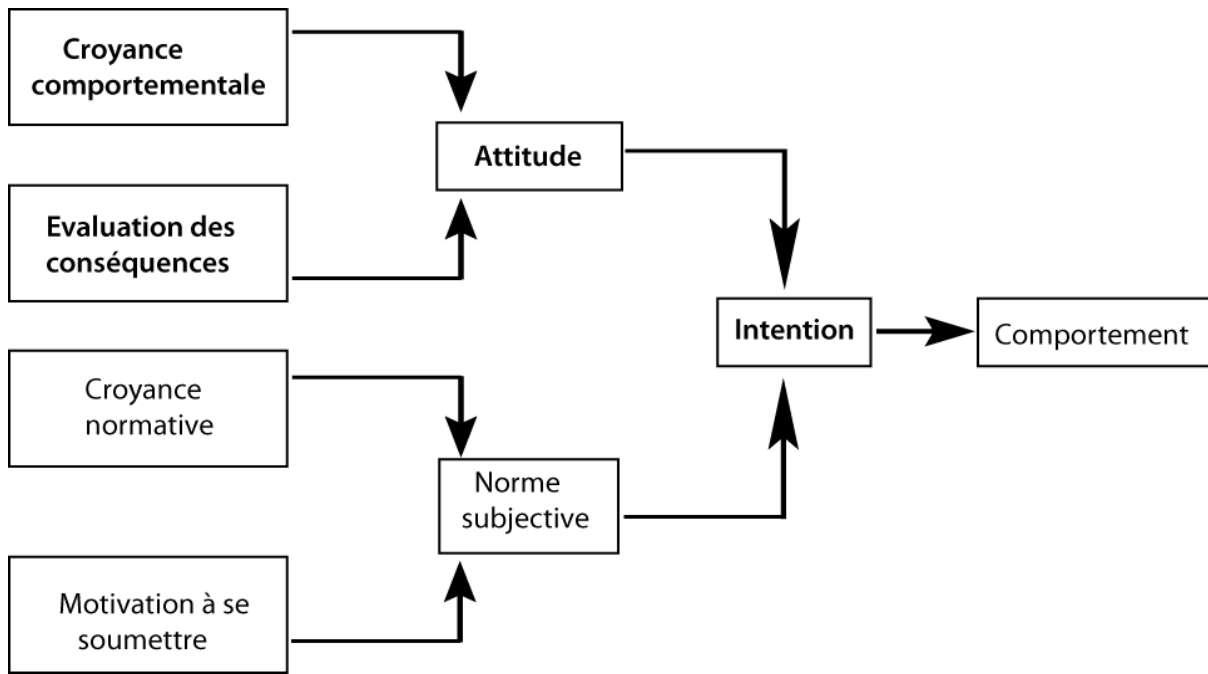 Croyance
comportementale
Attitude
Evaluation des
conséquences
Intention
Comportement
Croyance
normative
Norme
subjective
Motivation à se
soumettre